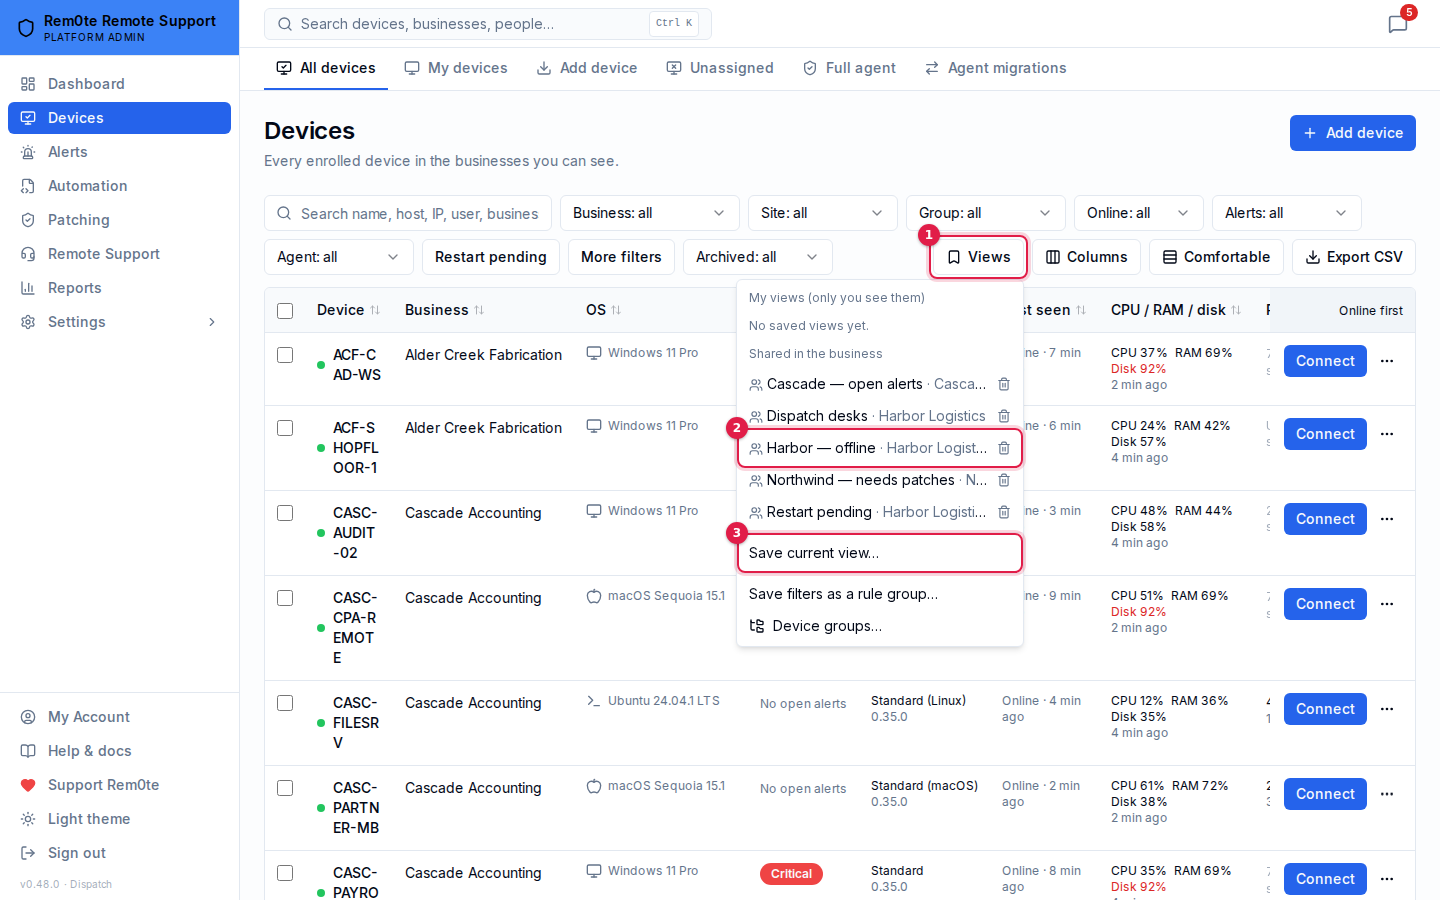 Rem0te Remote Support
PLATFORM ADMIN
Search devices, businesses, people…
Ctrl K
5
Dashboard
Devices
Alerts
Automation
Patching
Remote Support
Reports
Settings
My Account
Help & docs
Support Rem0te
Light theme
Sign out
v0.48.0 · Dispatch
All devices
My devices
Add device
Unassigned
Full agent
Agent migrations
Devices
Every enrolled device in the businesses you can see.
Add device
Search name, host, IP, user, busines
Business: all
Site: all
Group: all
Online: all
Alerts: all
Agent: all
Restart pending
More filters
Archived: all
1
Views
Columns
Comfortable
Export CSV
My views (only you see them)
No saved views yet.
Shared in the business
Cascade — open alerts · Casca…
Dispatch desks · Harbor Logistics
2
Harbor — offline · Harbor Logist…
Northwind — needs patches · N…
Restart pending · Harbor Logisti…
3
Save current view…
Save filters as a rule group…
Device groups…
Device
Business
OS
st seen
CPU / RAM / disk
Online first
ACF-C
AD-WS
Alder Creek Fabrication
Windows 11 Pro
ne · 7 min
CPU 37% RAM 69%
Disk 92%
2 min ago
Connect
ACF-S
HOPFL
OOR-1
Alder Creek Fabrication
Windows 11 Pro
ne · 6 min
CPU 24% RAM 42%
Disk 57%
4 min ago
Connect
CASC-
AUDIT
-02
Cascade Accounting
Windows 11 Pro
ne · 3 min
CPU 48% RAM 44%
Disk 58%
4 min ago
Connect
CASC-
CPA-R
EMOT
E
Cascade Accounting
macOS Sequoia 15.1
ne · 9 min
CPU 51% RAM 69%
Disk 92%
2 min ago
Connect
CASC-
FILESR
V
Cascade Accounting
Ubuntu 24.04.1 LTS
No open alerts
Standard (Linux)
0.35.0
Online · 4 min
ago
CPU 12% RAM 36%
Disk 35%
4 min ago
Connect
CASC-
PARTN
ER-MB
Cascade Accounting
macOS Sequoia 15.1
No open alerts
Standard (macOS)
0.35.0
Online · 2 min
ago
CPU 61% RAM 72%
Disk 38%
2 min ago
Connect
CASC-
PAYRO
Cascade Accounting
Windows 11 Pro
Critical
Standard
0.35.0
Online · 8 min
ago
CPU 35% RAM 69%
Disk 92%
Connect